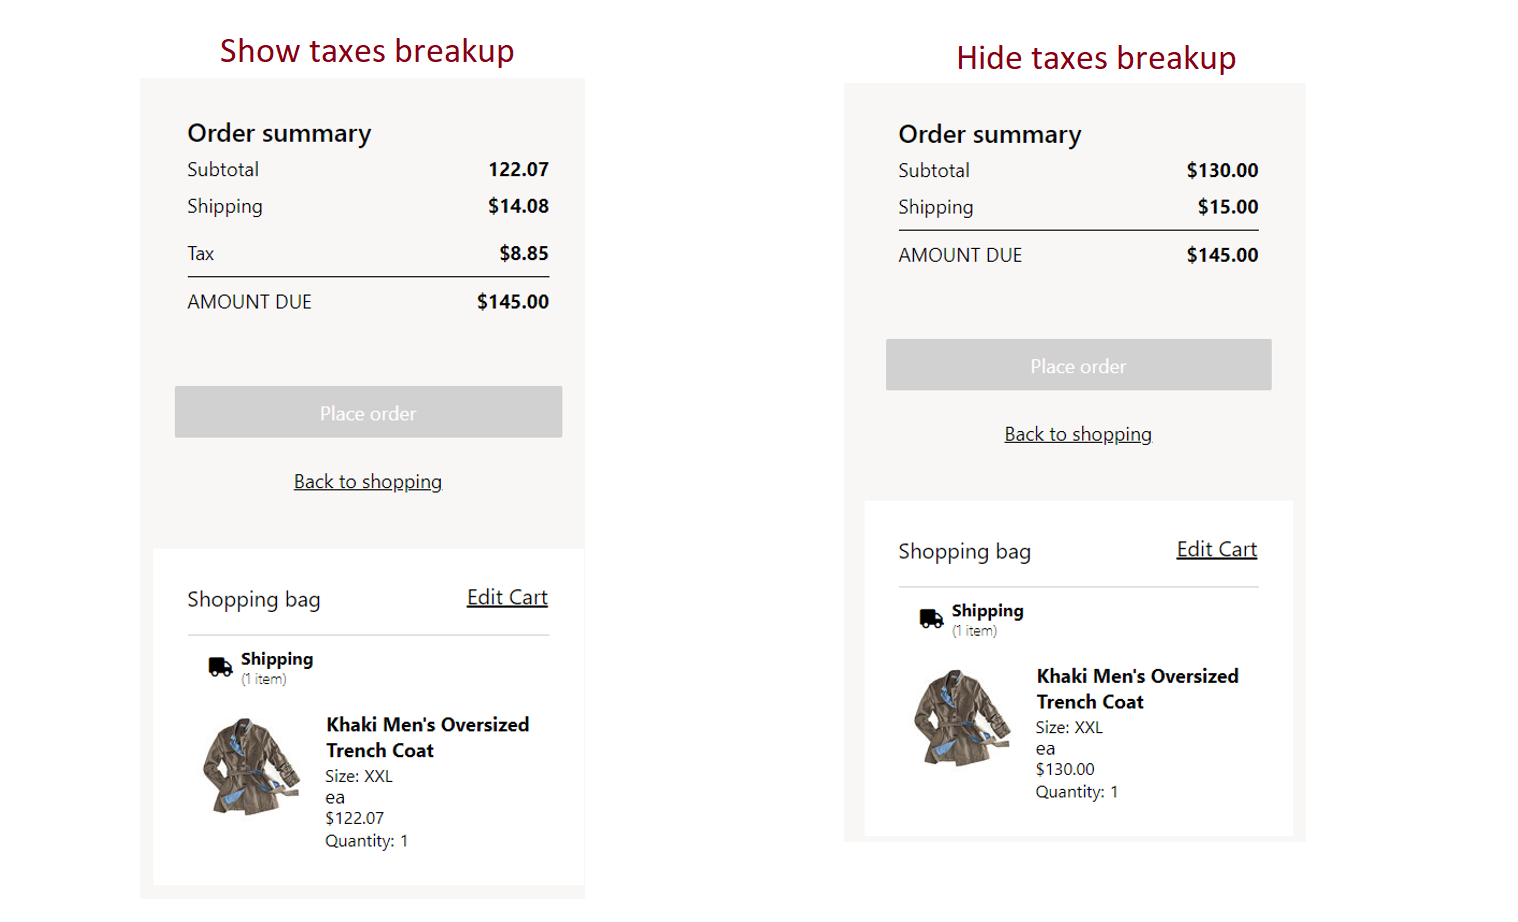 Show taxes breakup
Order summary
Subtotal 122.07
Shipping $14.08
Tax $8.85
AMOUNT DUE $145.00
Place order
Back to shopping
Shopping bag Edit Cart
Shipping
(1 item)
Khaki Men's Oversized
Trench Coat
Size: XXL
ea
$122.07
Quantity: 1
Hide taxes breakup
Order summary
Subtotal $130.00
Shipping $15.00
AMOUNT DUE $145.00
Place order
Back to shopping
Shopping bag Edit Cart
Shipping
(1 item)
Khaki Men's Oversized
Trench Coat
Size: XXL
ea
$130.00
Quantity: 1